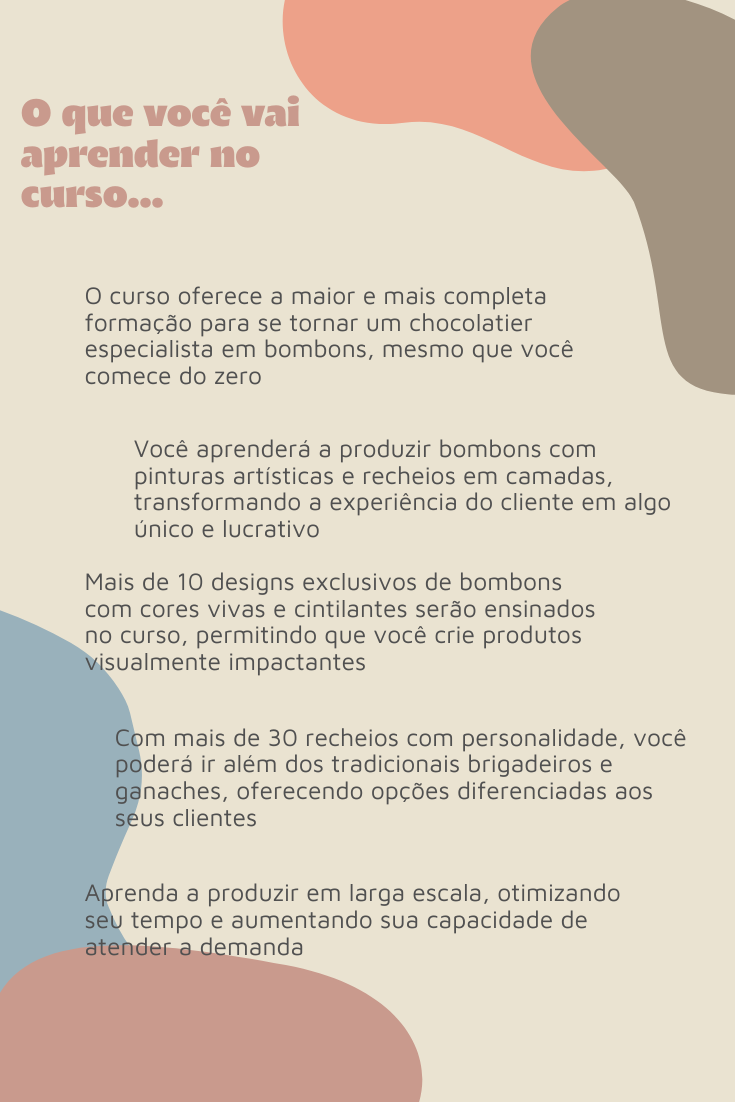 O que você vai
aprender no
curso...
O curso oferece a maior e mais completa
formação para se tornar um chocolatier
especialista em bombons, mesmo que você
comece do zero
Você aprenderá a produzir bombons com
pinturas artísticas e recheios em camadas,
transformando a experiência do cliente em algo
único e lucrativo
Mais de 10 designs exclusivos de bombons
com cores vivas e cintilantes serão ensinados
no curso, permitindo que você crie produtos
visualmente impactantes
Com mais de 30 recheios com personalidade, você
poderá ir além dos tradicionais brigadeiros e
ganaches, oferecendo opções diferenciadas aos
seus clientes
Aprenda a produzir em larga escala, otimizando
seu tempo e aumentando sua capacidade de
atender a demanda